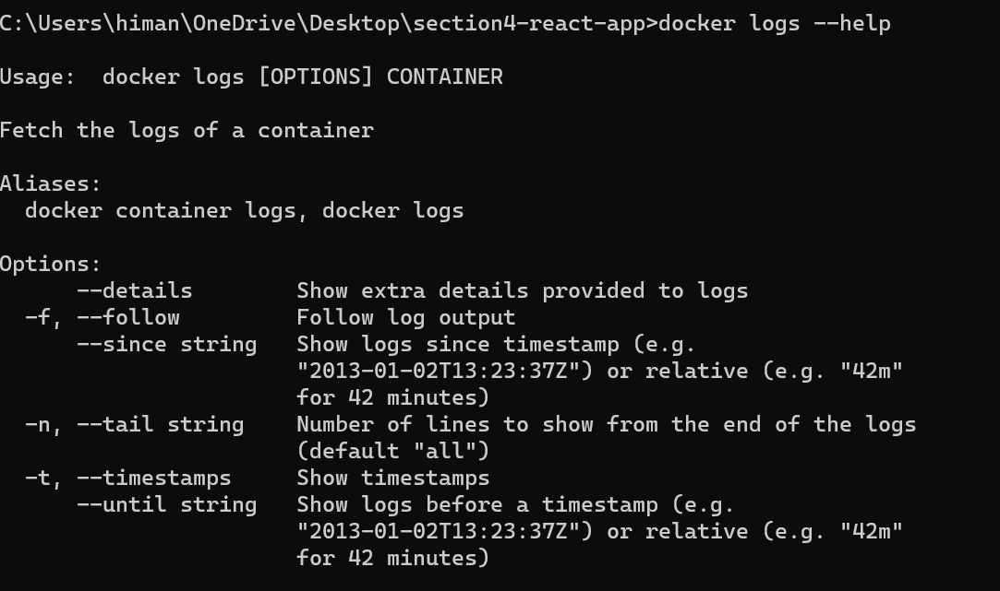 C:\Users\himan\OneDrive\Desktop\section4-react-app>docker logs --help
Usage:  docker logs [OPTIONS] CONTAINER
Fetch the logs of a container
Aliases:
  docker container logs, docker logs
Options:
      --details        Show extra details provided to logs
  -f, --follow         Follow log output
      --since string   Show logs since timestamp (e.g.
                       "2013-01-02T13:23:37Z") or relative (e.g. "42m"
                       for 42 minutes)
  -n, --tail string    Number of lines to show from the end of the logs
                       (default "all")
  -t, --timestamps     Show timestamps
      --until string   Show logs before a timestamp (e.g.
                       "2013-01-02T13:23:37Z") or relative (e.g. "42m"
                       for 42 minutes)